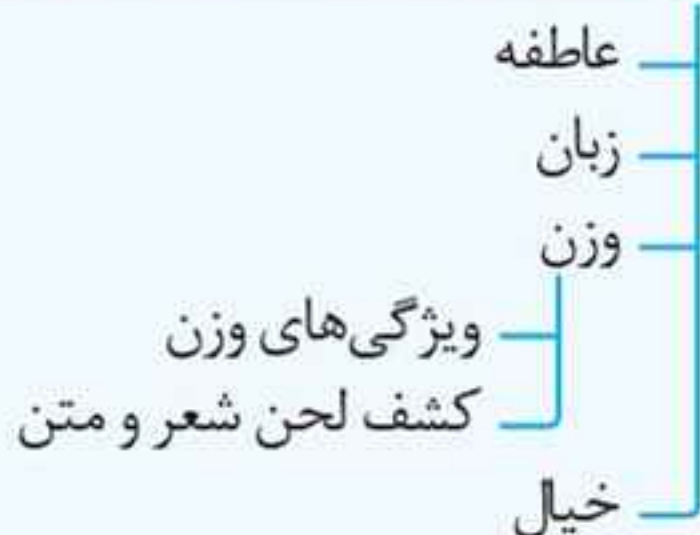 عاطفه
زبان
وزن
ویژگی‌های وزن
کشف لحن شعر و متن
خیال